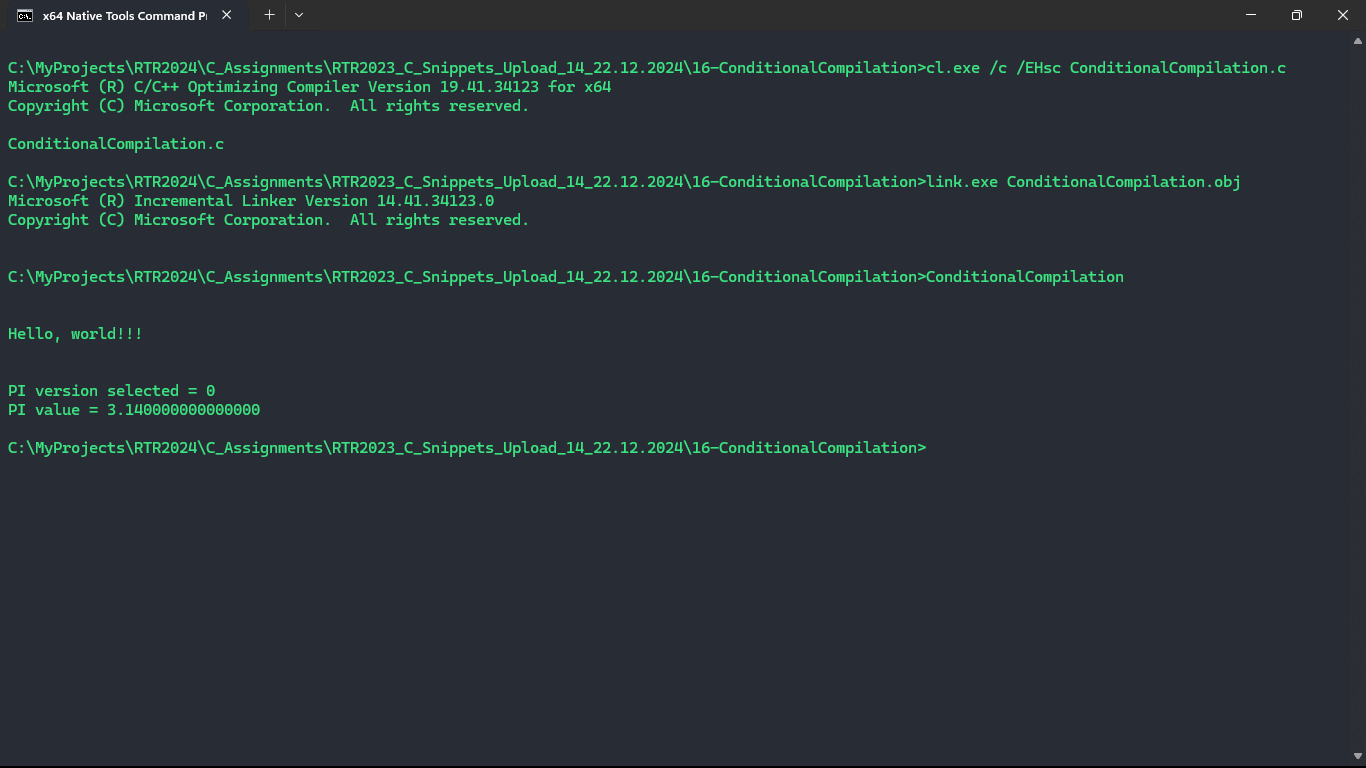 x64 Native Tools Command P
C:\MyProjects\RTR2024\C_Assignments\RTR2023_C_Snippets_Upload_14_22.12.2024\16-ConditionalCompilation>cl.exe /c /EHsc ConditionalCompilation.c
Microsoft (R) C/C++ Optimizing Compiler Version 19.41.34123 for x64
Copyright (C) Microsoft Corporation.  All rights reserved.
ConditionalCompilation.c
C:\MyProjects\RTR2024\C_Assignments\RTR2023_C_Snippets_Upload_14_22.12.2024\16-ConditionalCompilation>link.exe ConditionalCompilation.obj
Microsoft (R) Incremental Linker Version 14.41.34123.0
Copyright (C) Microsoft Corporation.  All rights reserved.
C:\MyProjects\RTR2024\C_Assignments\RTR2023_C_Snippets_Upload_14_22.12.2024\16-ConditionalCompilation>ConditionalCompilation
Hello, world!!!
PI version selected = 0
PI value = 3.140000000000000
C:\MyProjects\RTR2024\C_Assignments\RTR2023_C_Snippets_Upload_14_22.12.2024\16-ConditionalCompilation>